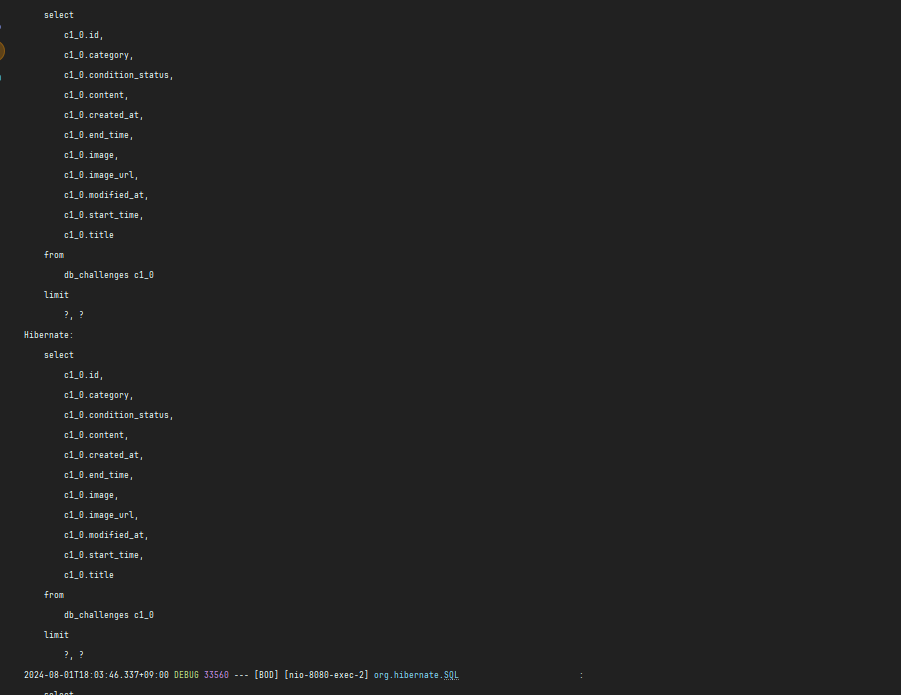 select
c1_0.id,
c1_0.category,
c1_0.condition_status,
c1_0.content,
c1_0.created_at,
c1_0.end_time,
c1_0.image,
c1_0.image_url,
c1_0.modified_at,
c1_0.start_time,
c1_0.title
from
db_challenges c1_0
limit
?, ?
Hibernate:
select
c1_0.id,
c1_0.category,
c1_0.condition_status,
c1_0.content,
c1_0.created_at,
c1_0.end_time,
c1_0.image,
c1_0.image_url,
c1_0.modified_at,
c1_0.start_time,
c1_0.title
from
db_challenges c1_0
limit
?, ?
2024-08-01T18:03:46.337+09:00 DEBUG 33560 --- [BOD] [nio-8080-exec-2] org.hibernate.SQL :
select